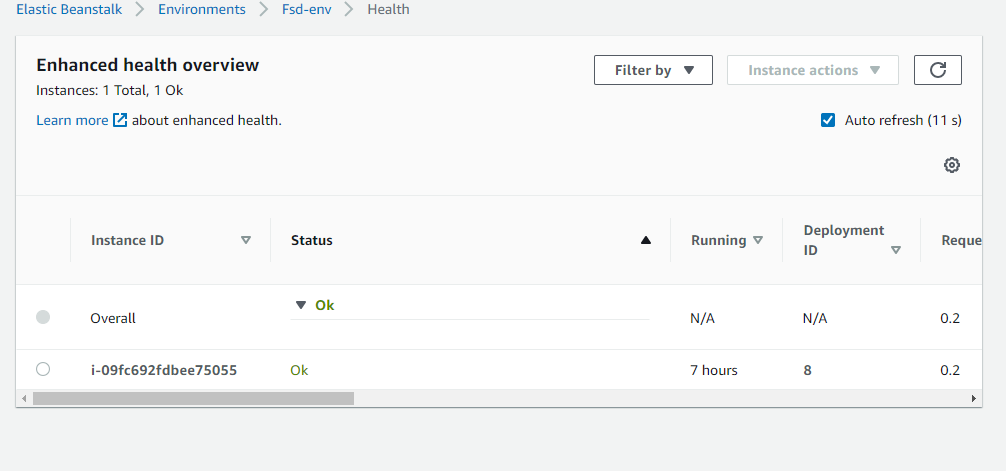 Elastic Beanstalk > Environments > Fsd-env > Health
Enhanced health overview
Filter by
Instance actions
Instances: 1 Total, 1 Ok
Learn more about enhanced health.
Auto refresh (11 s)
Instance ID
Status
Running
Deployment
ID
Reque
Overall
Ok
N/A
N/A
0.2
i-09fc692fdbee75055
Ok
7 hours
8
0.2